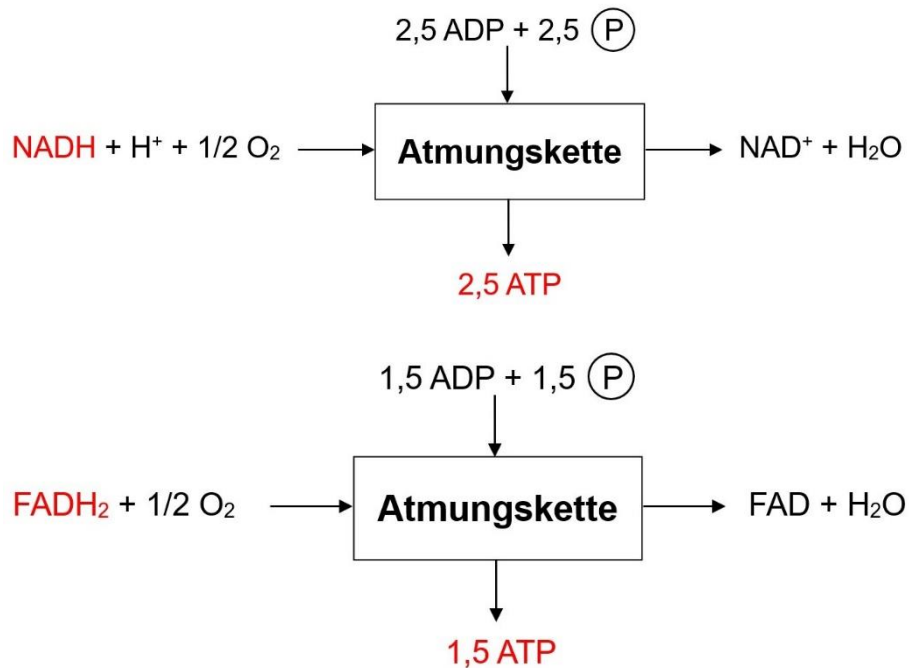 2,5 ADP + 2,5 P
NADH + H⁺ + 1/2 O₂ Atmungskette NAD⁺ + H₂O
2,5 ATP
1,5 ADP + 1,5 P
FADH₂ + 1/2 O₂ Atmungskette FAD + H₂O
1,5 ATP